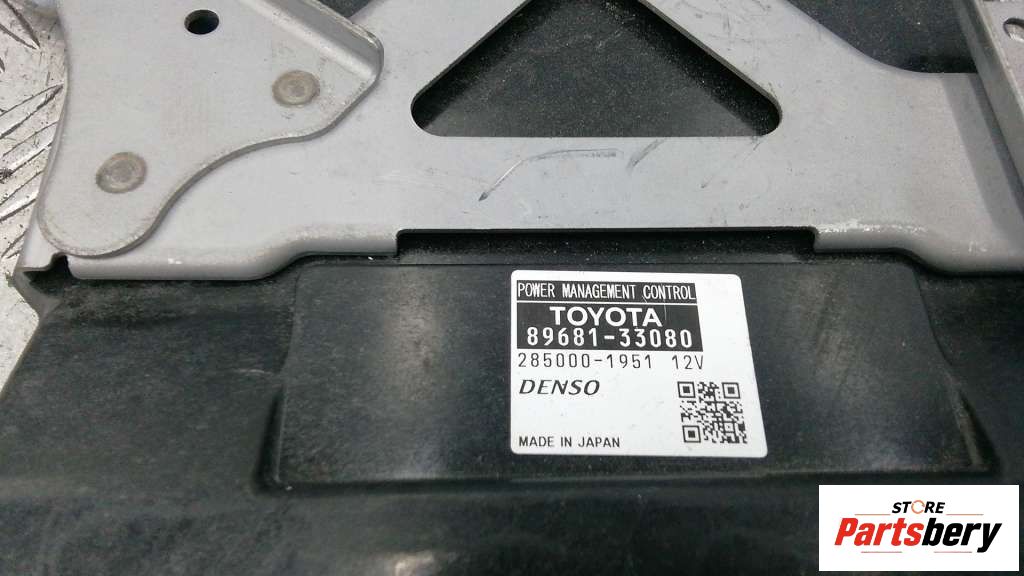 POWER MANAGEMENT CONTROL
TOYOTA
89681-33080
285000-1951 12V
DENSO
MADE IN JAPAN
STORE
Partsbery